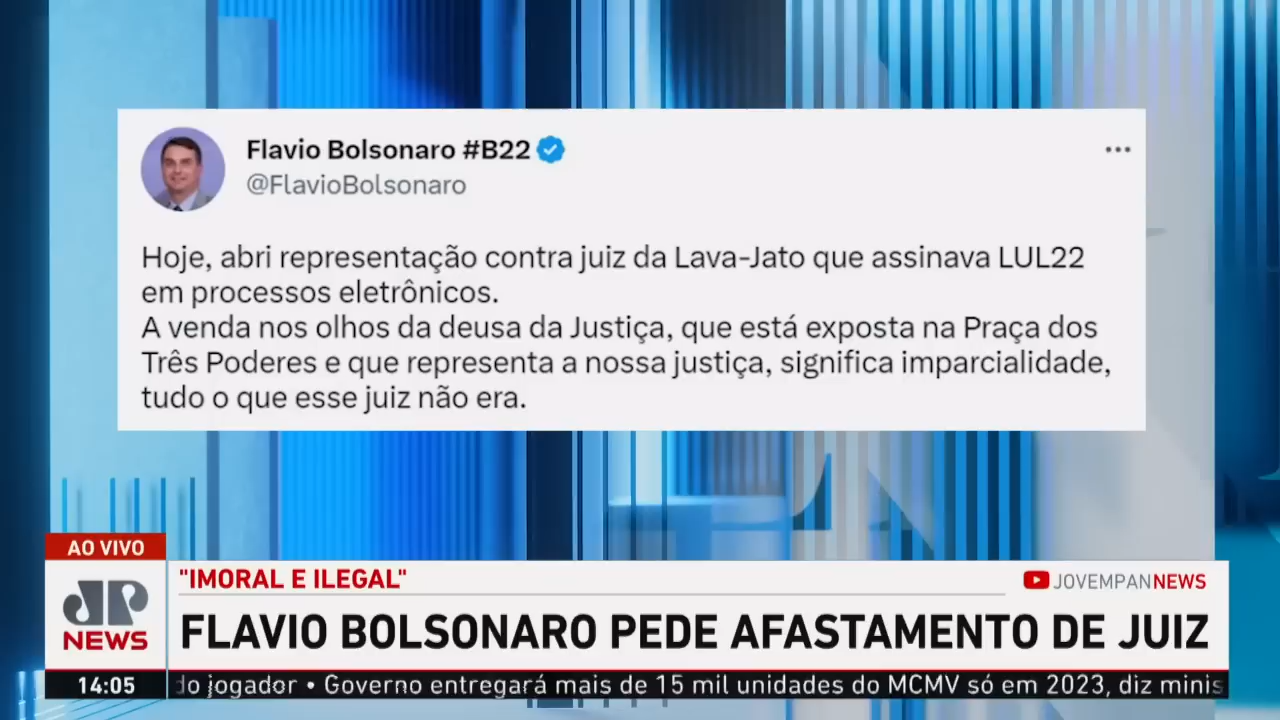 Flavio Bolsonaro #B22
@FlavioBolsonaro
Hoje, abri representação contra juiz da Lava-Jato que assinava LUL22
em processos eletrônicos.
A venda nos olhos da deusa da Justiça, que está exposta na Praça dos
Três Poderes e que representa a nossa justiça, significa imparcialidade,
tudo o que esse juiz não era.
AO VIVO
JP
NEWS
"IMORAL E ILEGAL"
JOVEMPANNEWS
FLAVIO BOLSONARO PEDE AFASTAMENTO DE JUIZ
14:05
do jogador • Governo entregará mais de 15 mil unidades do MCMV só em 2023, diz minis